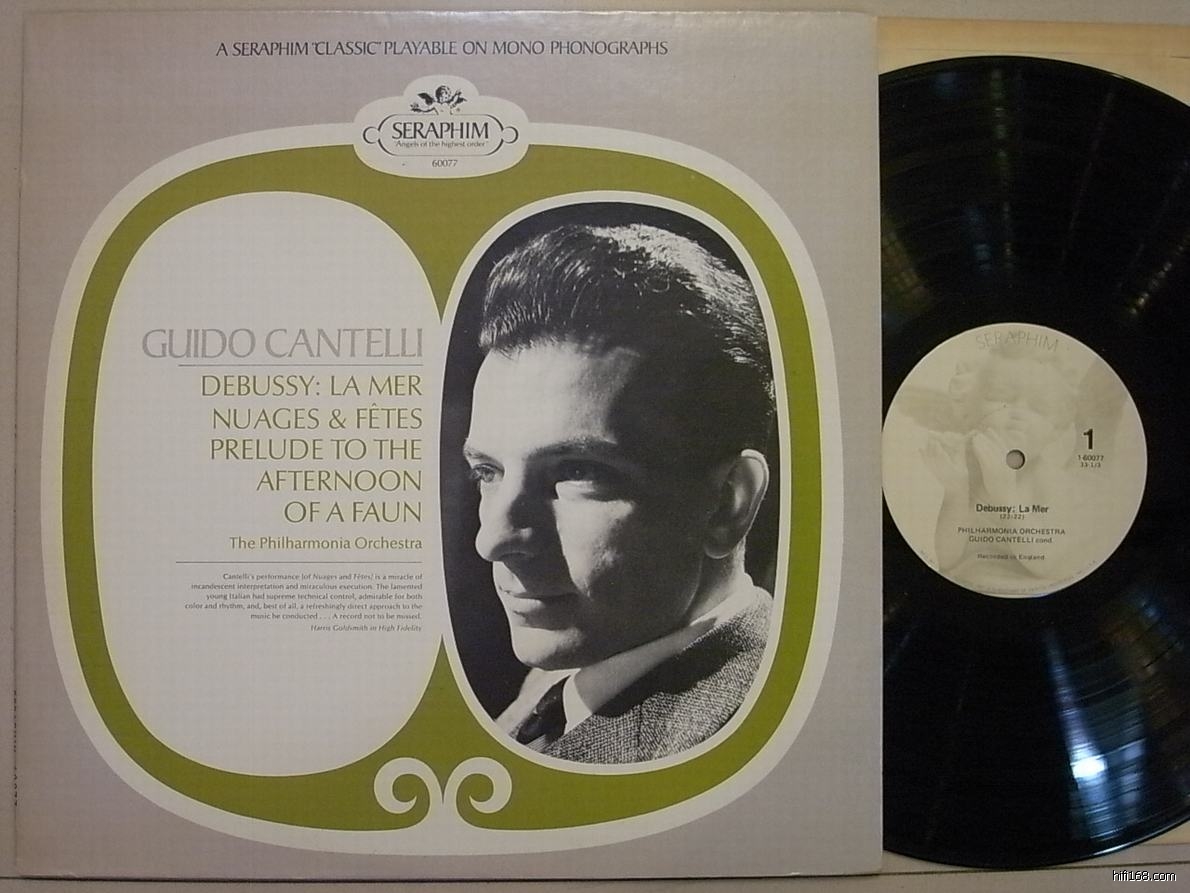 A SERAPHIM "CLASSIC" PLAYABLE ON MONO PHONOGRAPHS
SERAPHIM
"Angels of the highest order"
60077
GUIDO CANTELLI
DEBUSSY: LA MER
NUAGES & FÊTES
PRELUDE TO THE
AFTERNOON
OF A FAUN
The Philharmonia Orchestra
Cantelli's performance [of Nuages and Fêtes] is a miracle of
incandescent interpretation and miraculous execution. The lamented
young Italian had supreme technical control, admirable for both
color and rhythm, and, best of all, a refreshingly direct approach to the
music he conducted . . . A record not to be missed.
Harris Goldsmith in High Fidelity
SERAPHIM
1
1-60077
33-1/3
Debussy: La Mer
(23:22)
PHILHARMONIA ORCHESTRA
GUIDO CANTELLI cond.
Recorded in England
hifi168.com